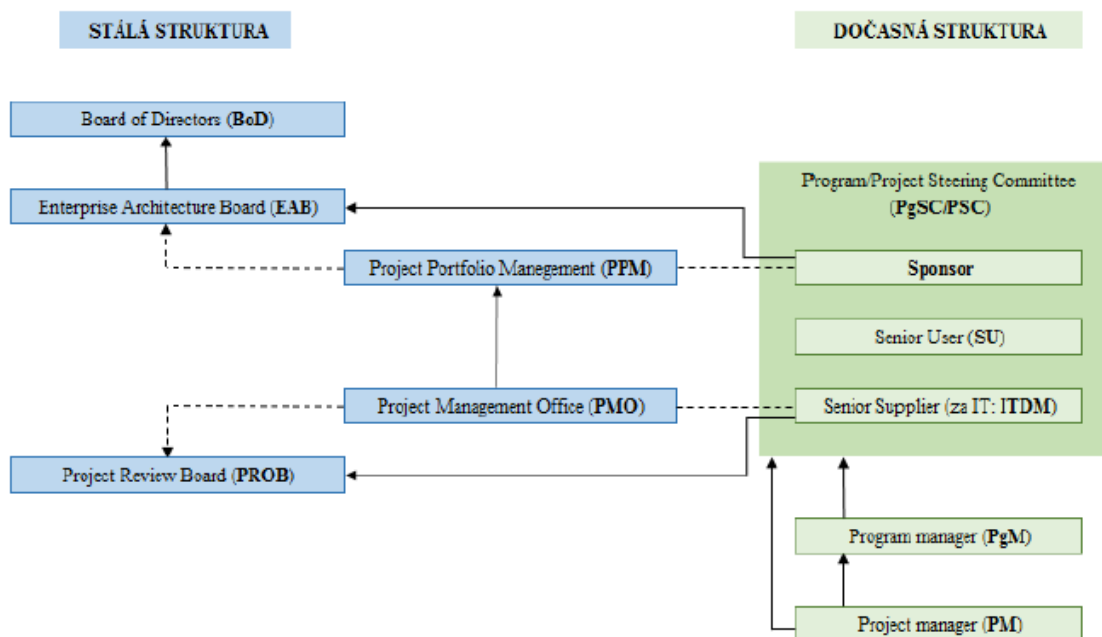 STÁLÁ STRUKTURA
DOČASNÁ STRUKTURA
Board of Directors (BoD)
Enterprise Architecture Board (EAB)
Program/Project Steering Committee
(PgSC/PSC)
Project Portfolio Manegement (PPM)
Sponsor
Senior User (SU)
Project Management Office (PMO)
Senior Supplier (za IT: ITDM)
Project Review Board (PROB)
Program manager (PgM)
Project manager (PM)